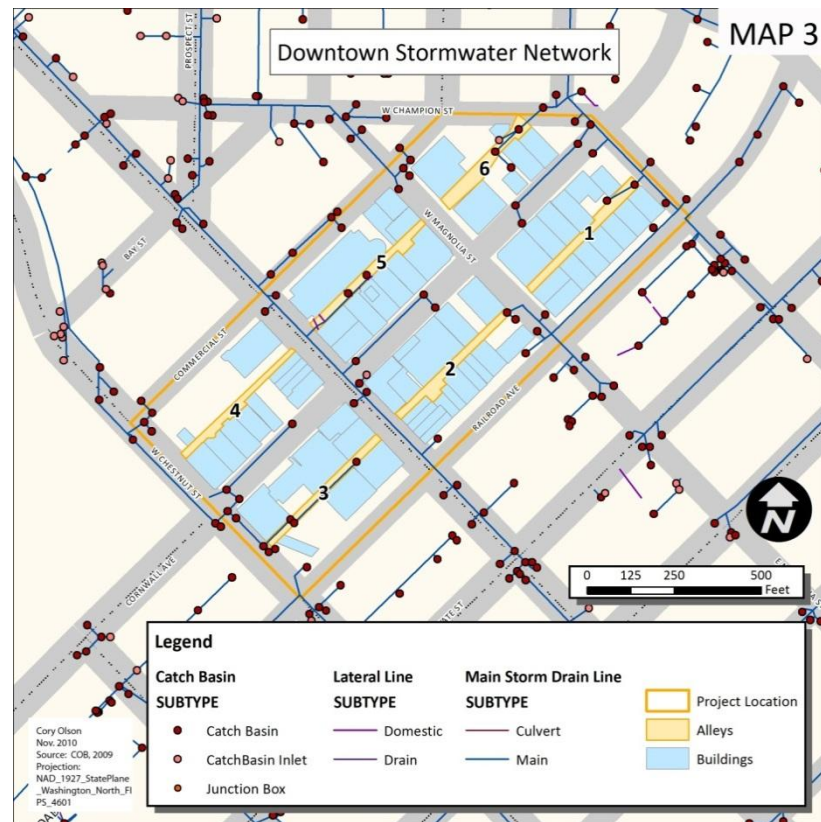 MAP 3
Downtown Stormwater Network
PROSPECT ST
W CHAMPION ST
6
W MAGNOLIA ST
1
BAY ST
5
COMMERCIAL ST
2
4
RAILROAD AVE
3
W CHESTNUT ST
N
CORNWALL AVE
0 125 250 500
Feet
Legend
Catch Basin
SUBTYPE
Catch Basin
CatchBasin Inlet
Junction Box
Lateral Line
SUBTYPE
Domestic
Drain
Main Storm Drain Line
SUBTYPE
Culvert
Main
Project Location
Alleys
Buildings
Cory Olson
Nov. 2010
Source: COB, 2009
Projection:
NAD_1927_StatePlane
_Washington_North_FI
PS_4601